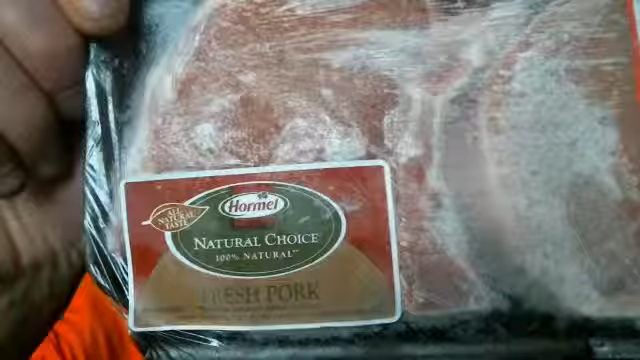 Hormel
ALL
NATURAL
TASTE
NATURAL CHOICE
100% NATURAL™
FRESH PORK